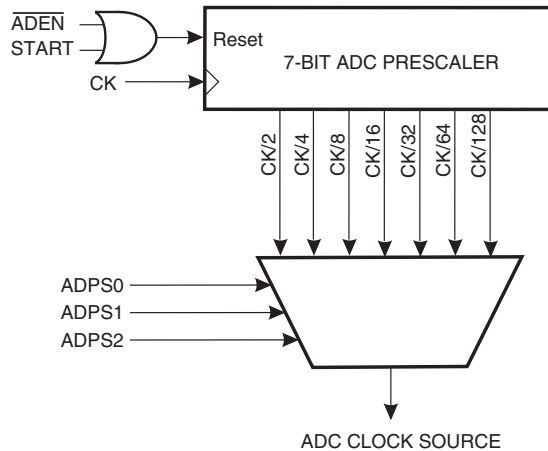 ADEN
START
Reset
7-BIT ADC PRESCALER
CK
CK/2
CK/4
CK/8
CK/16
CK/32
CK/64
CK/128
ADPS0
ADPS1
ADPS2
ADC CLOCK SOURCE